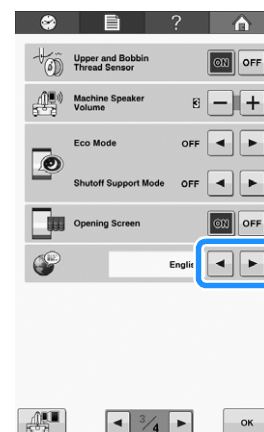 ?
Upper and Bobbin
Thread Sensor
ON OFF
Machine Speaker
Volume
3 − +
Eco Mode OFF
Shutoff Support Mode OFF
Opening Screen
ON OFF
Englis
3/4
OK